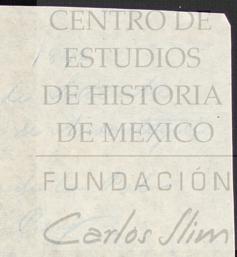 CENTRO DE
ESTUDIOS
DE HISTORIA
DE MEXICO
FUNDACIÓN
Carlos Slim